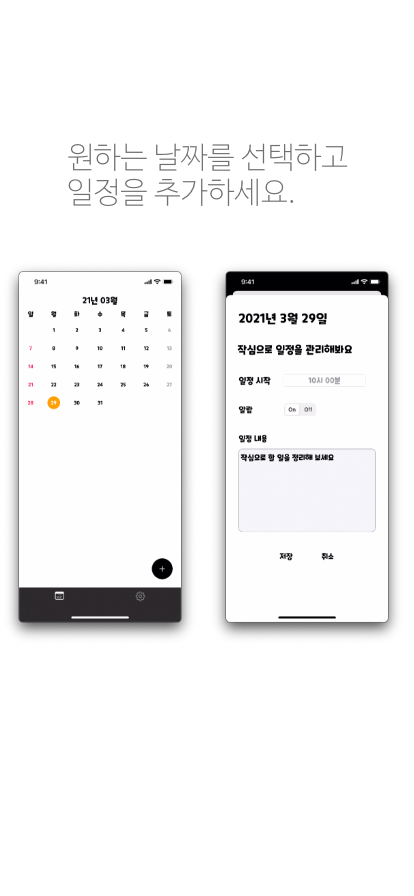 원하는 날짜를 선택하고
일정을 추가하세요.
9:41
21년 03월
일 월 화 수 목 금 토
1 2 3 4 5 6
7 8 9 10 11 12 13
14 15 16 17 18 19 20
21 22 23 24 25 26 27
28 29 30 31
+
9:41
2021년 3월 29일
작심으로 일정을 관리해봐요
일정 시작 10시 00분
알람 On Off
일정 내용
작심으로 할 일을 정리해 보세요
저장 취소